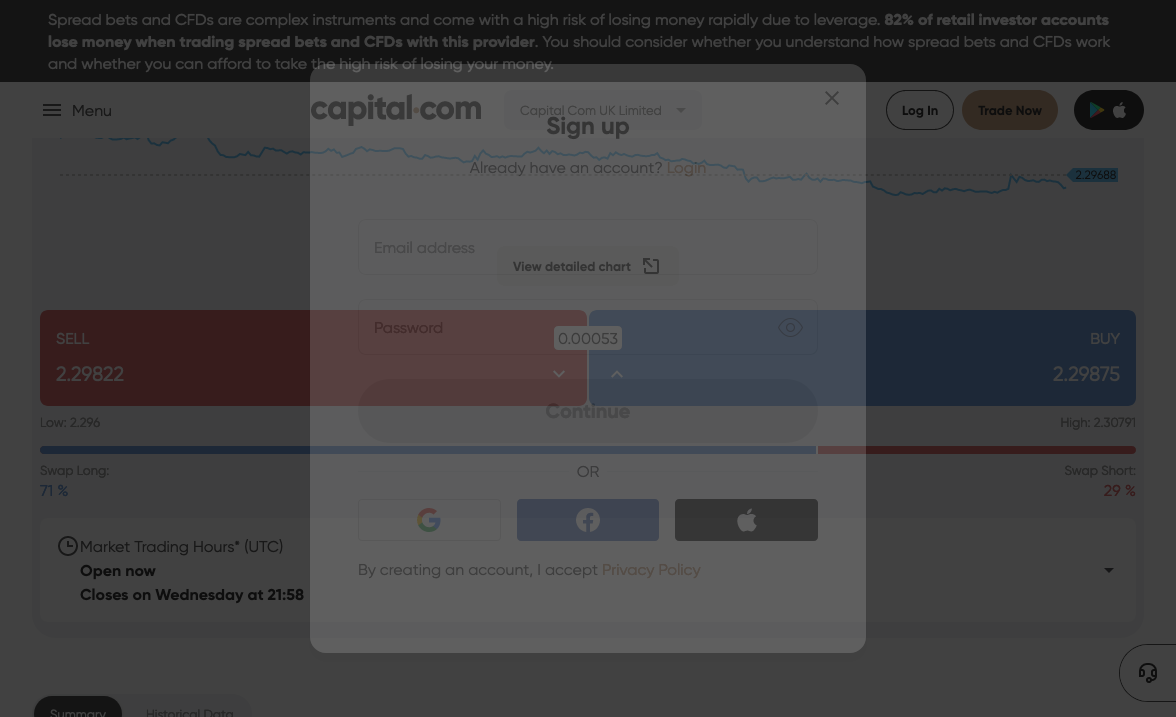 Spread bets and CFDs are complex instruments and come with a high risk of losing money rapidly due to leverage. 82% of retail investor accounts
lose money when trading spread bets and CFDs with this provider. You should consider whether you understand how spread bets and CFDs work
and whether you can afford to take the high risk of losing your money.
Menu
capital.com
Capital Com UK Limited
Log In
Trade Now
Sign up
Already have an account? Login
2.29688
Email address
View detailed chart
Password
SELL
0.00053
BUY
2.29822
2.29875
Continue
Low: 2.296
High: 2.30791
Swap Long:
Swap Short:
71 %
29 %
OR
Market Trading Hours* (UTC)
Open now
Closes on Wednesday at 21:58
By creating an account, I accept Privacy Policy
Summary
Historical Data